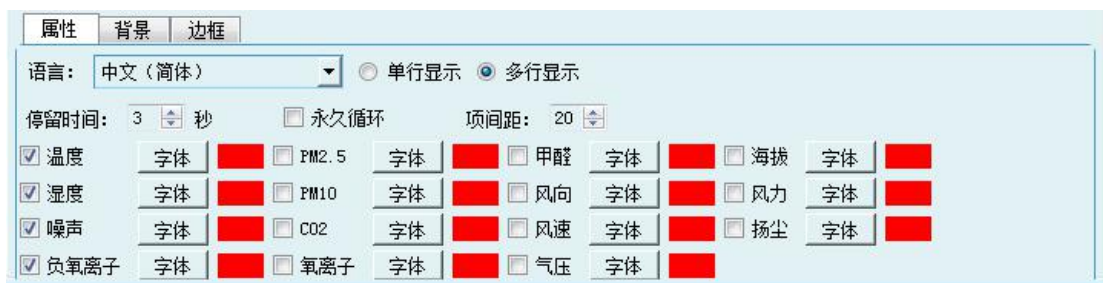 属性 背景 边框
语言： 中文（简体） 单行显示 多行显示
停留时间： 3 秒 永久循环 项间距： 20
温度 字体 PM2.5 字体 甲醛 字体 海拔 字体
湿度 字体 PM10 字体 风向 字体 风力 字体
噪声 字体 CO2 字体 风速 字体 扬尘 字体
负氧离子 字体 氧离子 字体 气压 字体